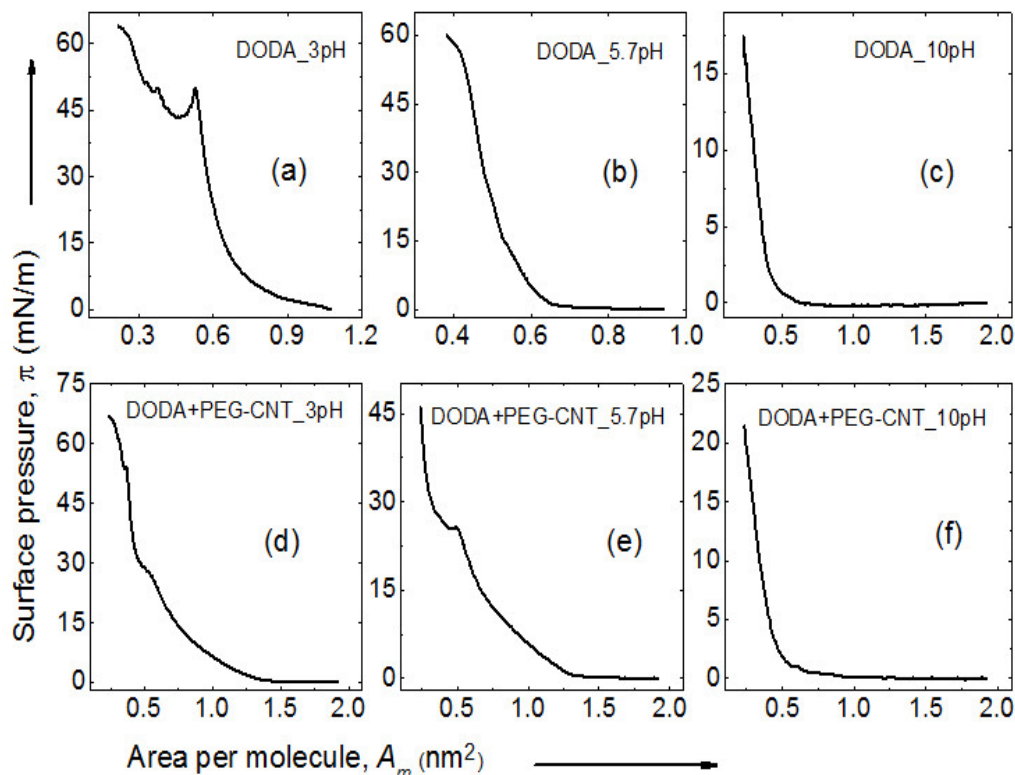 Surface pressure, π (mN/m)
DODA_3pH
(a)
60
45
30
15
0
0.3 0.6 0.9 1.2
DODA_5.7pH
(b)
60
45
30
15
0
0.4 0.6 0.8 1.0
DODA_10pH
(c)
15
10
5
0
0.5 1.0 1.5 2.0
DODA+PEG-CNT_3pH
(d)
75
60
45
30
15
0
0.5 1.0 1.5 2.0
DODA+PEG-CNT_5.7pH
(e)
45
30
15
0
0.5 1.0 1.5 2.0
DODA+PEG-CNT_10pH
(f)
25
20
15
10
5
0
0.5 1.0 1.5 2.0
Area per molecule, Aₘ (nm²)